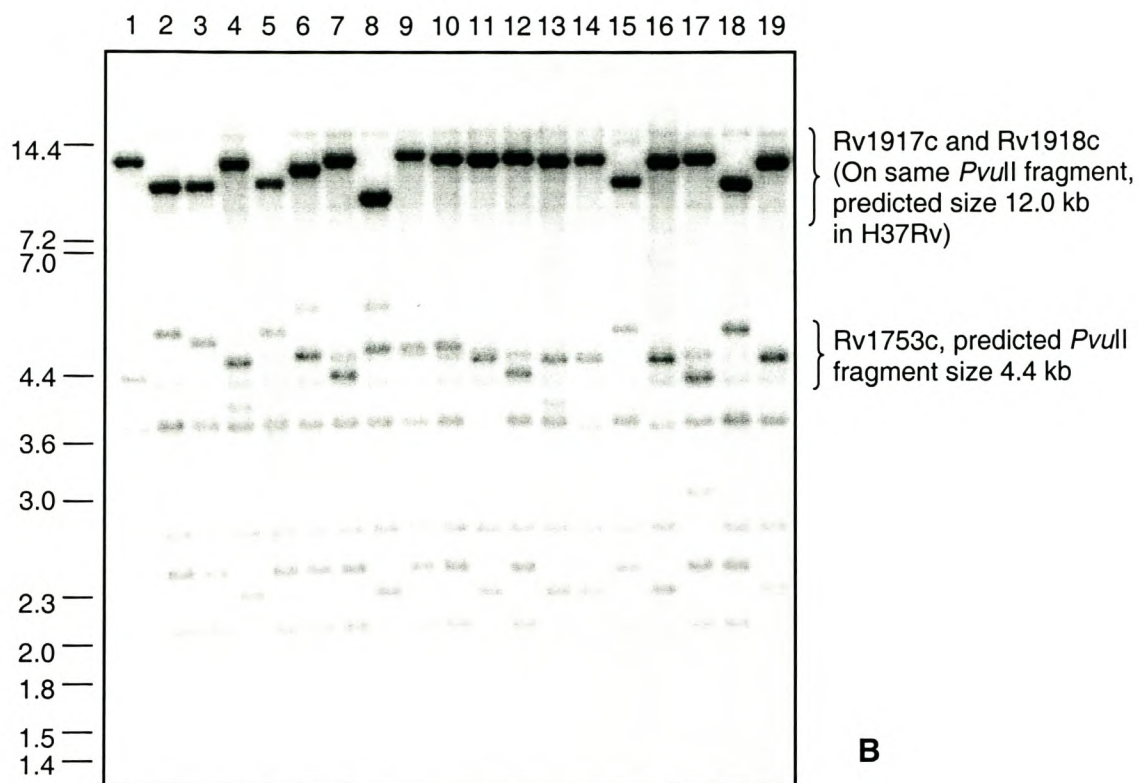 1 2 3 4 5 6 7 8 9 10 11 12 13 14 15 16 17 18 19
14.4
7.2
7.0
4.4
3.6
3.0
2.3
2.0
1.8
1.5
1.4
Rv1917c and Rv1918c
(On same PvuII fragment,
predicted size 12.0 kb
in H37Rv)
Rv1753c, predicted PvuII
fragment size 4.4 kb
B